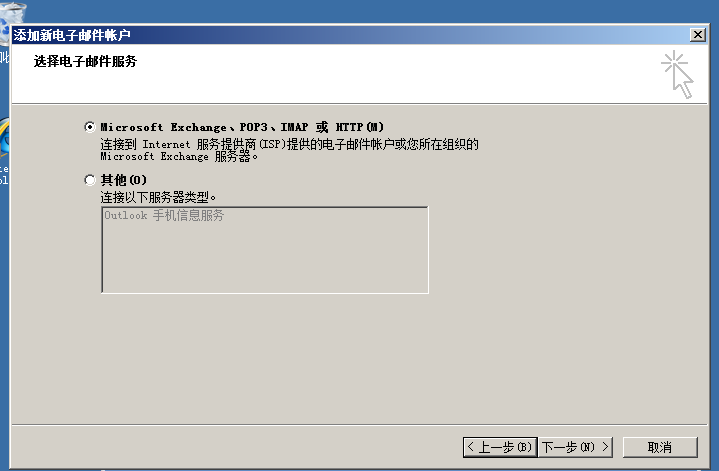 添加新电子邮件帐户
选择电子邮件服务
Microsoft Exchange、POP3、IMAP 或 HTTP(M)
连接到 Internet 服务提供商(ISP)提供的电子邮件帐户或您所在组织的
Microsoft Exchange 服务器。
其他(O)
连接以下服务器类型。
Outlook 手机信息服务
< 上一步(B)
下一步(N) >
取消